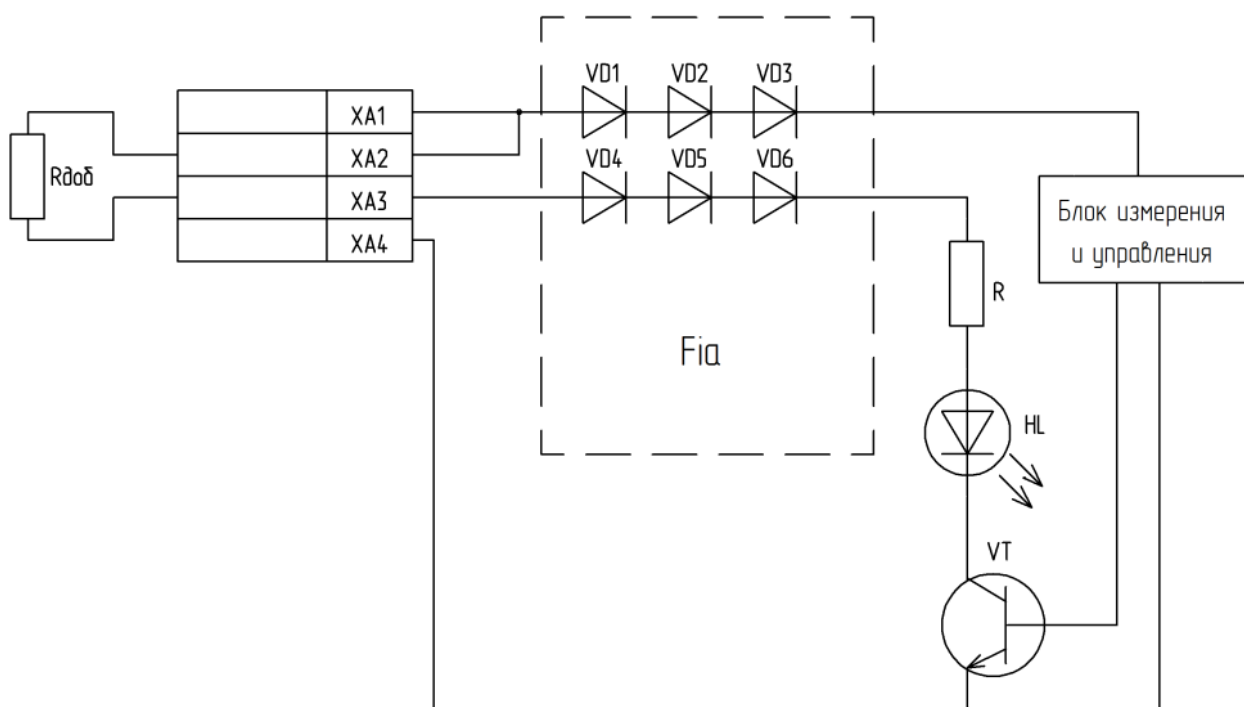 VD1 VD2 VD3
XA1
Rдоб
XA2
VD4 VD5 VD6
XA3
XA4
Блок измерения
и управления
R
Fia
HL
VT